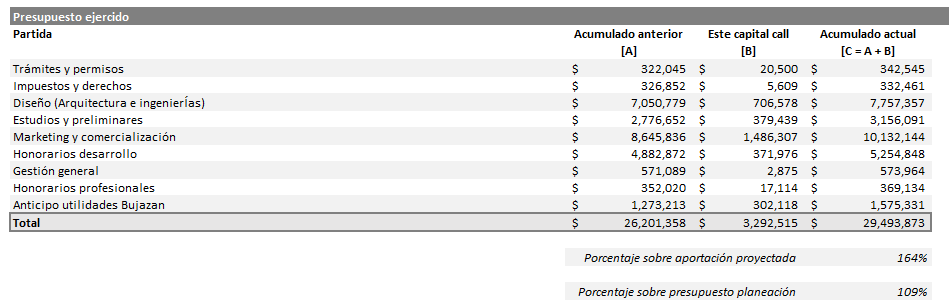 Presupuesto ejercido
Partida Acumulado anterior Este capital call Acumulado actual
[A] [B] [C = A + B]
Trámites y permisos $ 322,045 $ 20,500 $ 342,545
Impuestos y derechos $ 326,852 $ 5,609 $ 332,461
Diseño (Arquitectura e ingenierías) $ 7,050,779 $ 706,578 $ 7,757,357
Estudios y preliminares $ 2,776,652 $ 379,439 $ 3,156,091
Marketing y comercialización $ 8,645,836 $ 1,486,307 $ 10,132,144
Honorarios desarrollo $ 4,882,872 $ 371,976 $ 5,254,848
Gestión general $ 571,089 $ 2,875 $ 573,964
Honorarios profesionales $ 352,020 $ 17,114 $ 369,134
Anticipo utilidades Bujazan $ 1,273,213 $ 302,118 $ 1,575,331
Total $ 26,201,358 $ 3,292,515 $ 29,493,873
Porcentaje sobre aportación proyectada 164%
Porcentaje sobre presupuesto planeación 109%